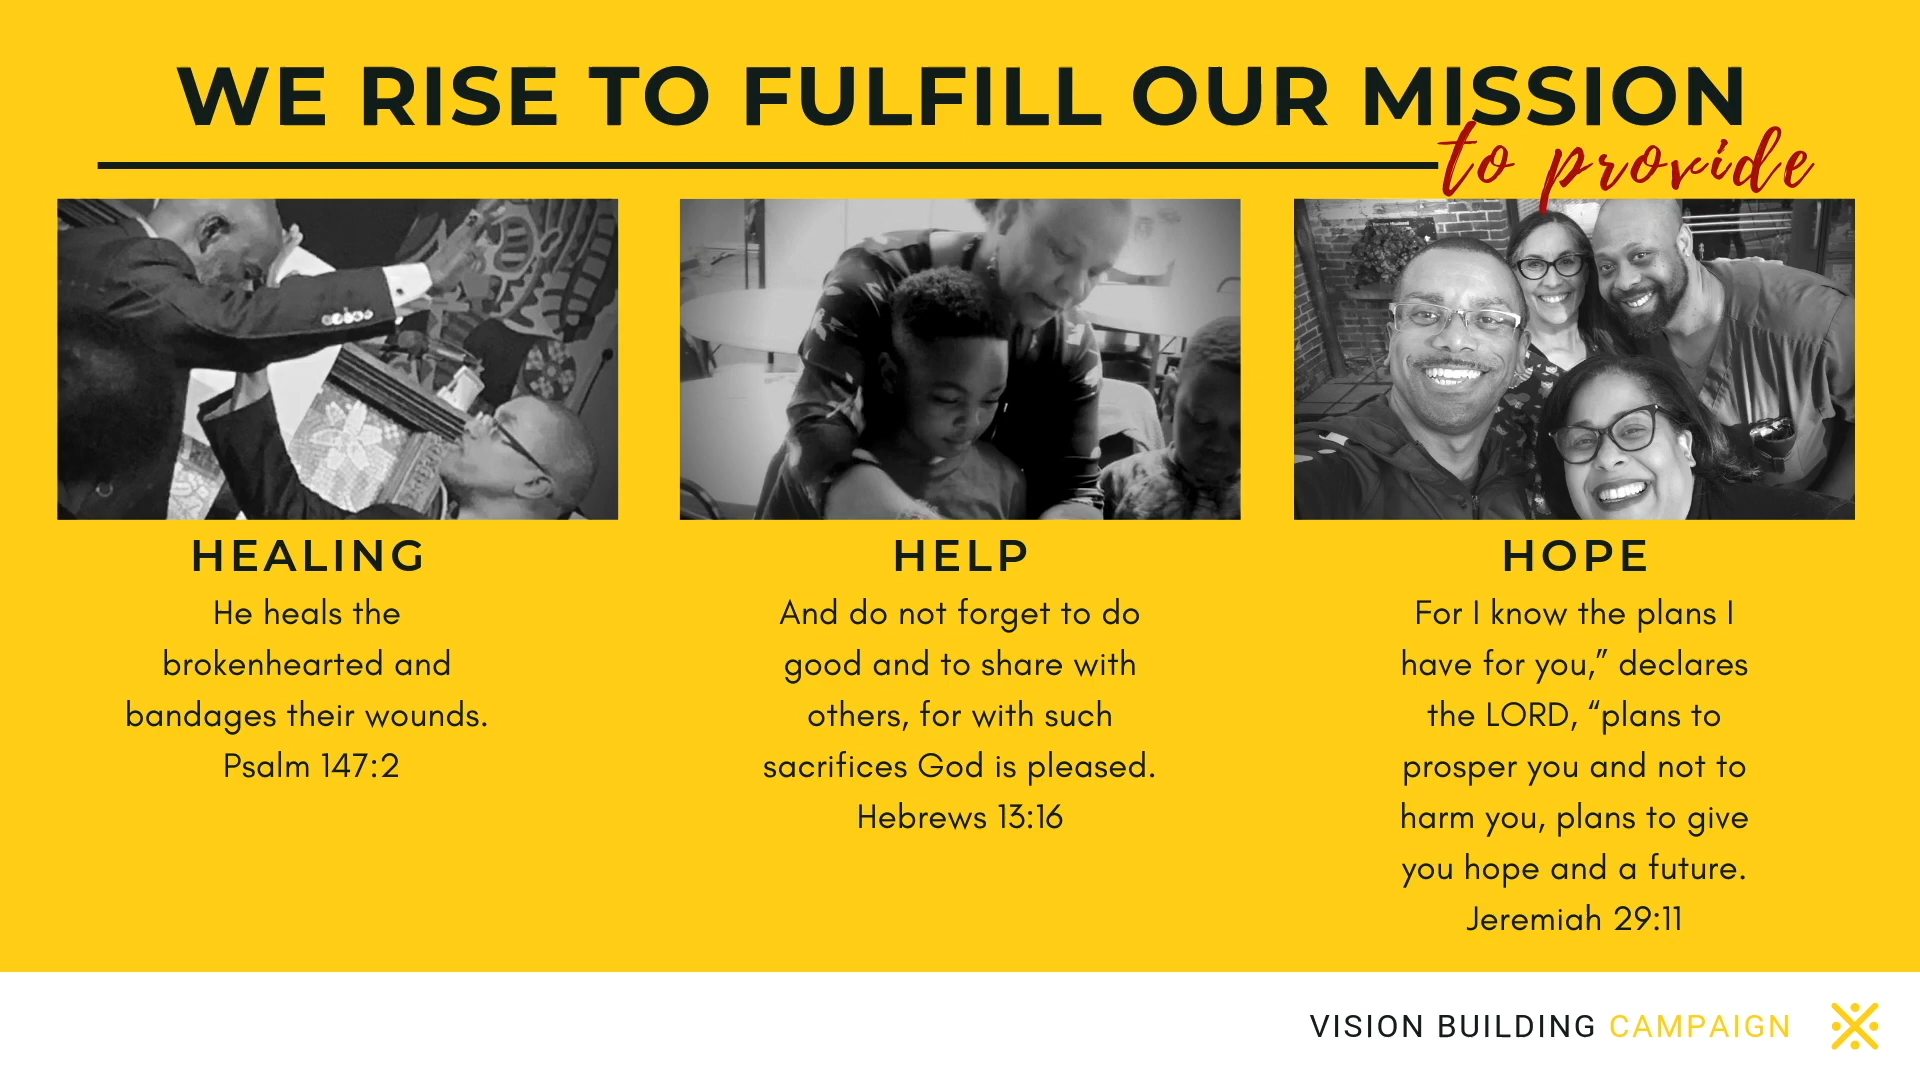 WE RISE TO FULFILL OUR MISSION
to provide
HEALING
He heals the
brokenhearted and
bandages their wounds.
Psalm 147:2
HELP
And do not forget to do
good and to share with
others, for with such
sacrifices God is pleased.
Hebrews 13:16
HOPE
For I know the plans I
have for you,” declares
the LORD, “plans to
prosper you and not to
harm you, plans to give
you hope and a future.
Jeremiah 29:11
VISION BUILDING CAMPAIGN